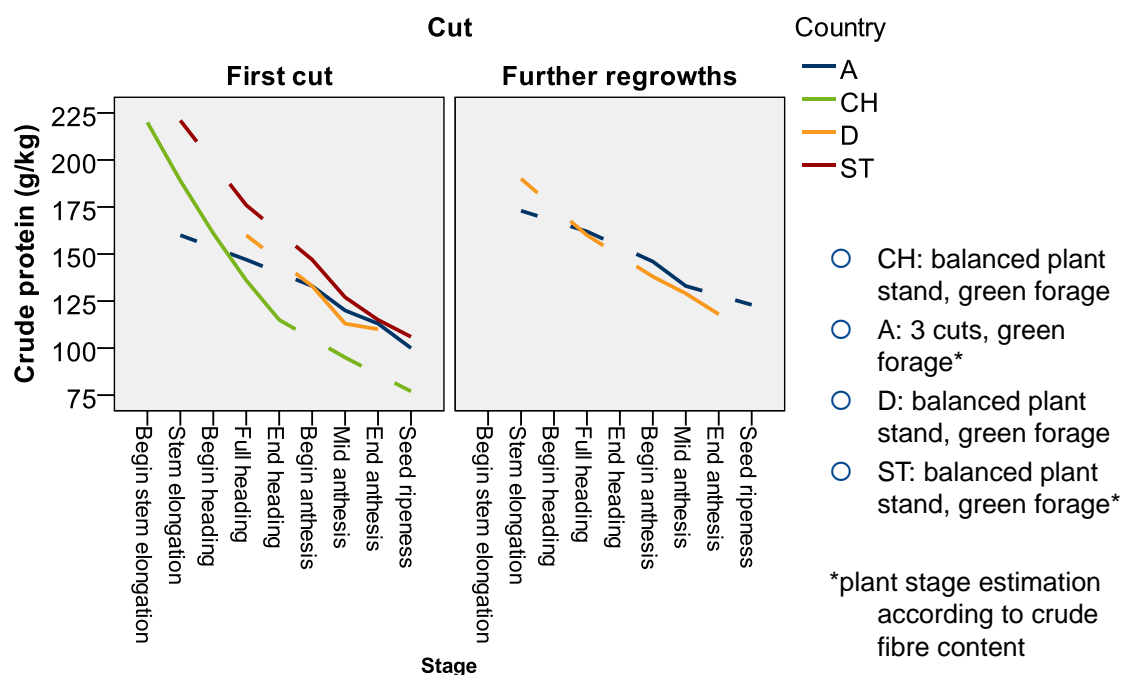 Cut
First cut
Further regrowths
Country
A
CH
D
ST
Crude protein (g/kg)
225
200
175
150
125
100
75
Begin stem elongation
Stem elongation
Begin heading
Full heading
End heading
Begin anthesis
Mid anthesis
End anthesis
Seed ripeness
Begin stem elongation
Stem elongation
Begin heading
Full heading
End heading
Begin anthesis
Mid anthesis
End anthesis
Seed ripeness
Stage
CH: balanced plant
stand, green forage
A: 3 cuts, green
forage*
D: balanced plant
stand, green forage
ST: balanced plant
stand, green forage*
*plant stage estimation
according to crude
fibre content